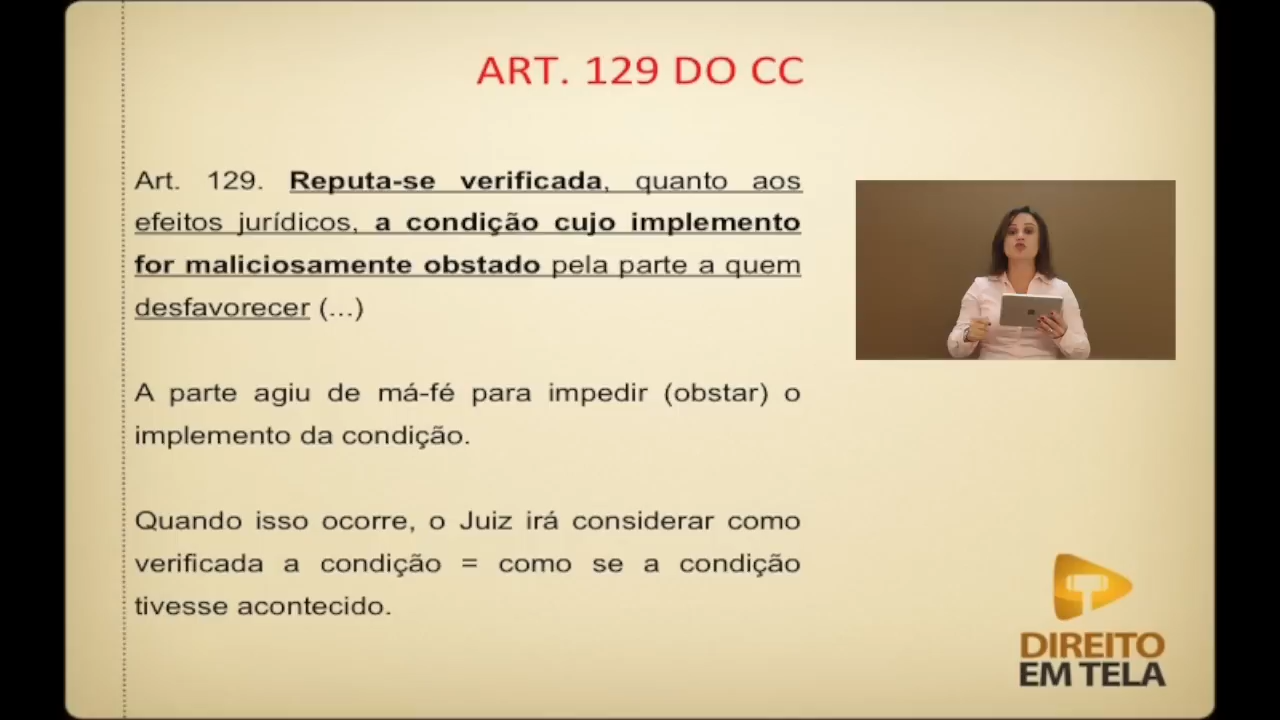 ART. 129 DO CC
Art. 129. Reputa-se verificada, quanto aos
efeitos jurídicos, a condição cujo implemento
for maliciosamente obstado pela parte a quem
desfavorecer (...)
A parte agiu de má-fé para impedir (obstar) o
implemento da condição.
Quando isso ocorre, o Juiz irá considerar como
verificada a condição = como se a condição
tivesse acontecido.
DIREITO
EM TELA